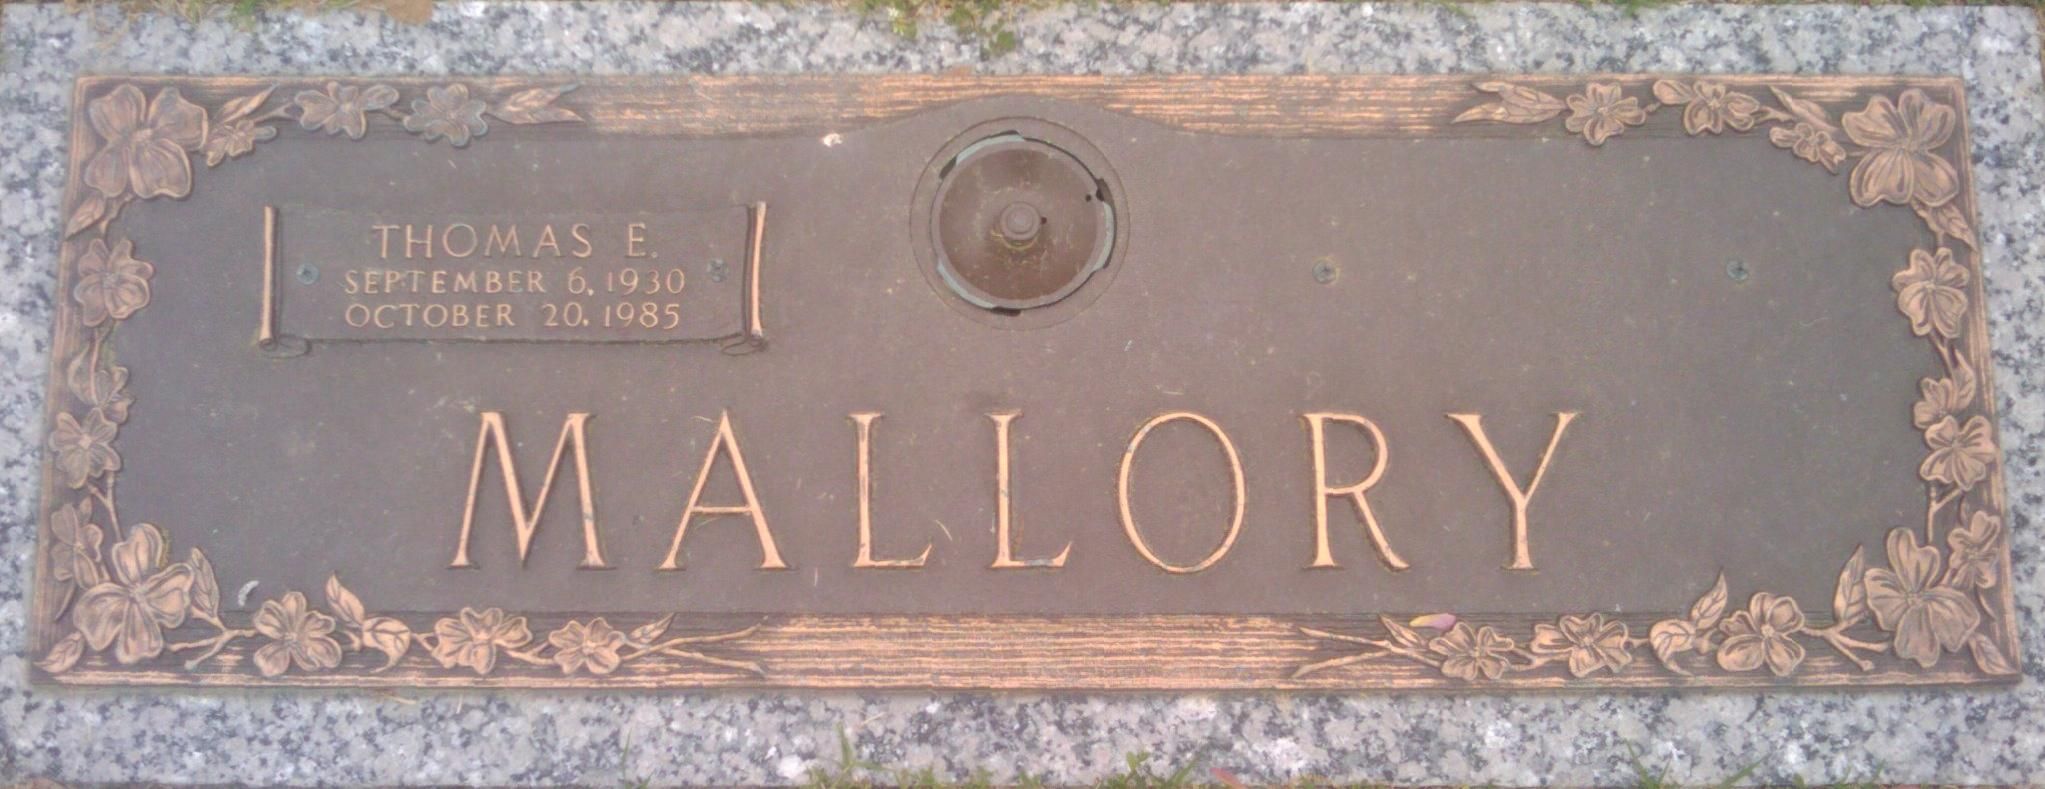 THOMAS E.
SEPTEMBER 6, 1930
OCTOBER 20, 1985
MALLORY